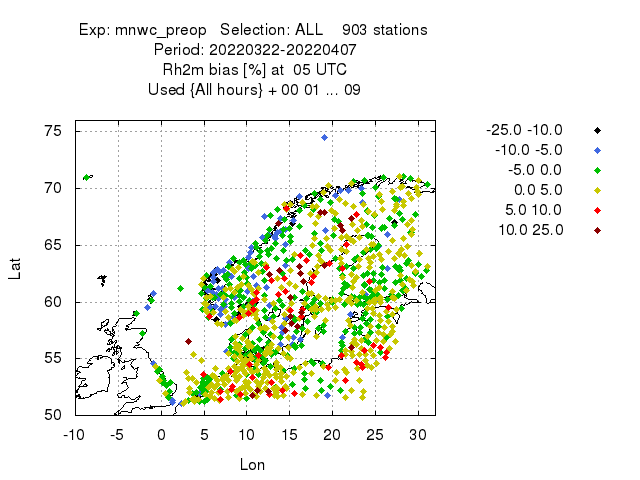 Exp: mnwc_preop   Selection: ALL    903 stations
Period: 20220322-20220407
Rh2m bias [%] at  05 UTC
Used {All hours} + 00 01 ... 09
-25.0 -10.0
-10.0 -5.0
-5.0 0.0
0.0 5.0
5.0 10.0
10.0 25.0
75
70
65
60
55
50
Lat
-10 -5 0 5 10 15 20 25 30
Lon